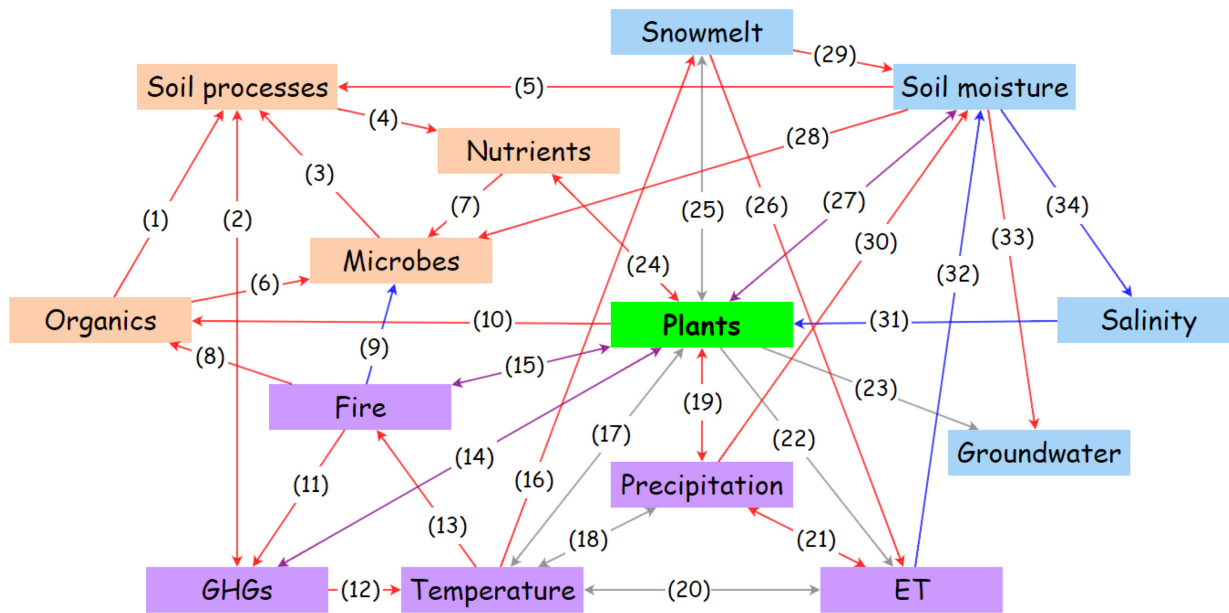 Snowmelt
(29)
Soil processes
(5)
Soil moisture
(4)
Nutrients
(28)
(3)
(7)
(1)
(2)
(25)
(26)
(27)
(34)
(30)
(33)
Microbes
(24)
(6)
(32)
Organics
(10)
Plants
(31)
Salinity
(8)
(9)
(15)
(23)
Fire
(19)
(17)
(22)
(14)
Groundwater
(16)
Precipitation
(11)
(13)
(18)
(21)
GHGs
(12)
Temperature
(20)
ET